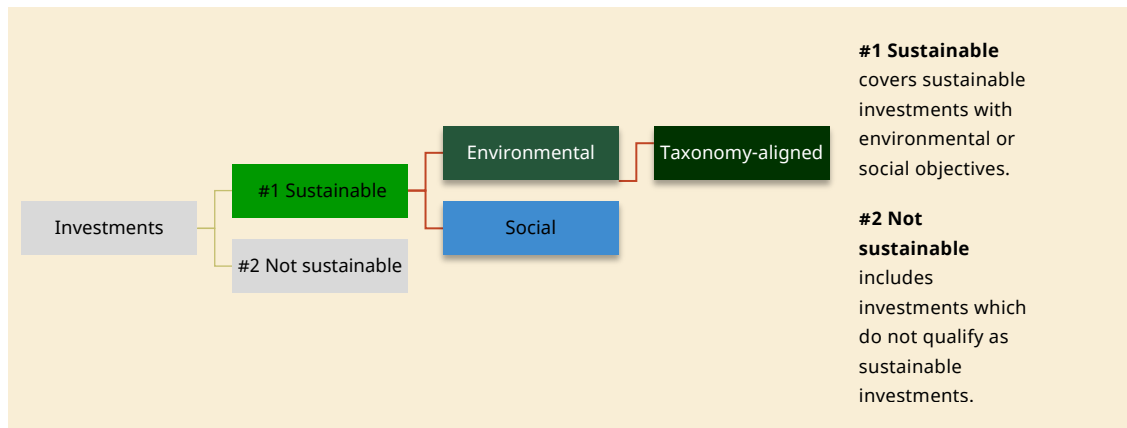 Investments
#1 Sustainable
#2 Not sustainable
Environmental
Social
Taxonomy-aligned
#1 Sustainable
covers sustainable
investments with
environmental or
social objectives.
#2 Not
sustainable
includes
investments which
do not qualify as
sustainable
investments.